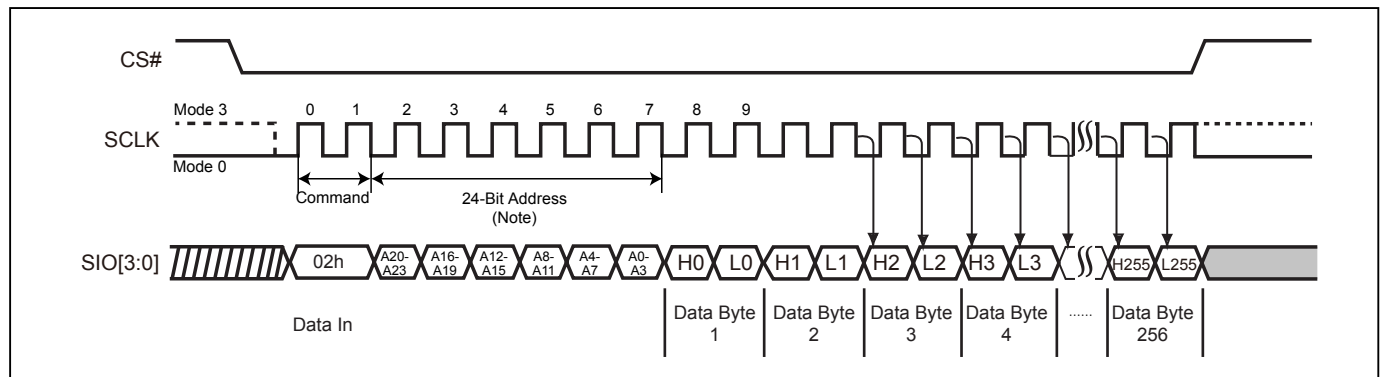 CS#
Mode 3
0 1 2 3 4 5 6 7 8 9
SCLK
Mode 0
Command
24-Bit Address
(Note)
SIO[3:0]
02h
A20-
A23
A16-
A19
A12-
A15
A8-
A11
A4-
A7
A0-
A3
H0 L0 H1 L1 H2 L2 H3 L3 H255 L255
Data In
Data Byte
1
Data Byte
2
Data Byte
3
Data Byte
4
......
Data Byte
256